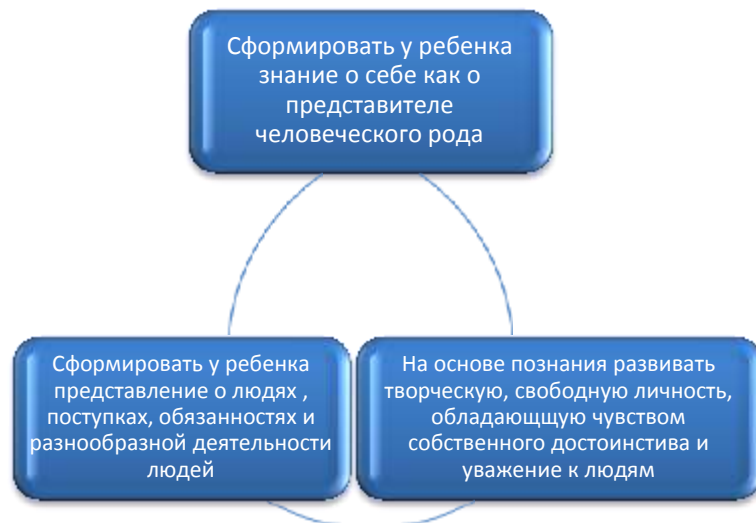 Сформировать у ребенка
знание о себе как о
представителе
человеческого рода
Сформировать у ребенка
представление о людях ,
поступках, обязанностях и
разнообразной деятельности
людей
На основе познания развивать
творческую, свободную личность,
обладающщую чувством
собственного достоинстива и
уважение к людям